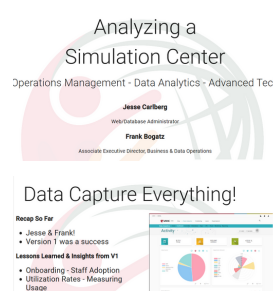 Analyzing a
Simulation Center
Operations Management - Data Analytics - Advanced Tec
Jesse Carlberg
Web/Database Administrator
Frank Bogatz
Associate Executive Director, Business & Data Operations
Data Capture Everything!
Recap So Far
• Jesse & Frank!
• Version 1 was a success
Lessons Learned & Insights from V1
• Onboarding - Staff Adoption
• Utilization Rates - Measuring
Usage
Activity